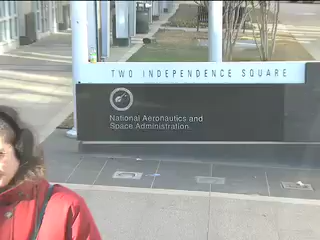 TWO INDEPENDENCE SQUARE
National Aeronautics and
Space Administration